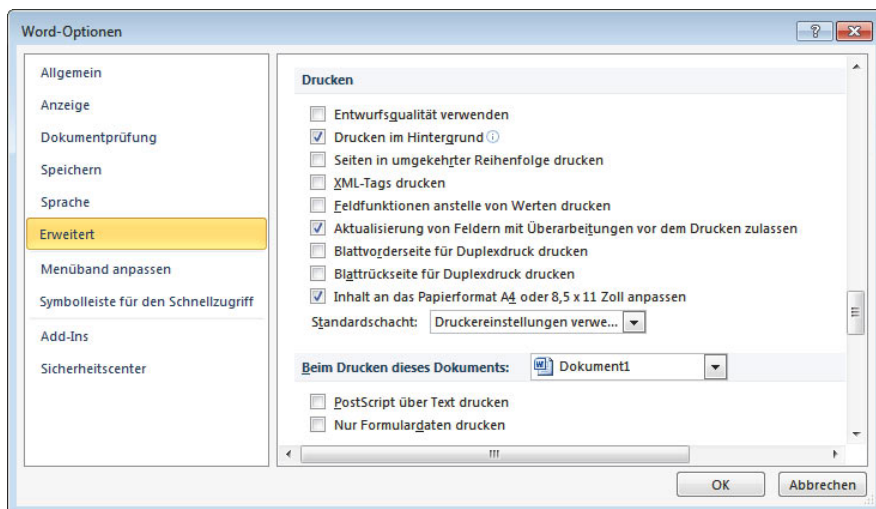 Word-Optionen
Allgemein
Anzeige
Dokumentprüfung
Speichern
Sprache
Erweitert
Menüband anpassen
Symbolleiste für den Schnellzugriff
Add-Ins
Sicherheitscenter
Drucken
Entwurfsqualität verwenden
Drucken im Hintergrund
Seiten in umgekehrter Reihenfolge drucken
XML-Tags drucken
Feldfunktionen anstelle von Werten drucken
Aktualisierung von Feldern mit Überarbeitungen vor dem Drucken zulassen
Blattvorderseite für Duplexdruck drucken
Blattrückseite für Duplexdruck drucken
Inhalt an das Papierformat A4 oder 8,5 x 11 Zoll anpassen
Standardschacht: Druckereinstellungen verwe...
Beim Drucken dieses Dokuments: Dokument1
PostScript über Text drucken
Nur Formulardaten drucken
OK Abbrechen